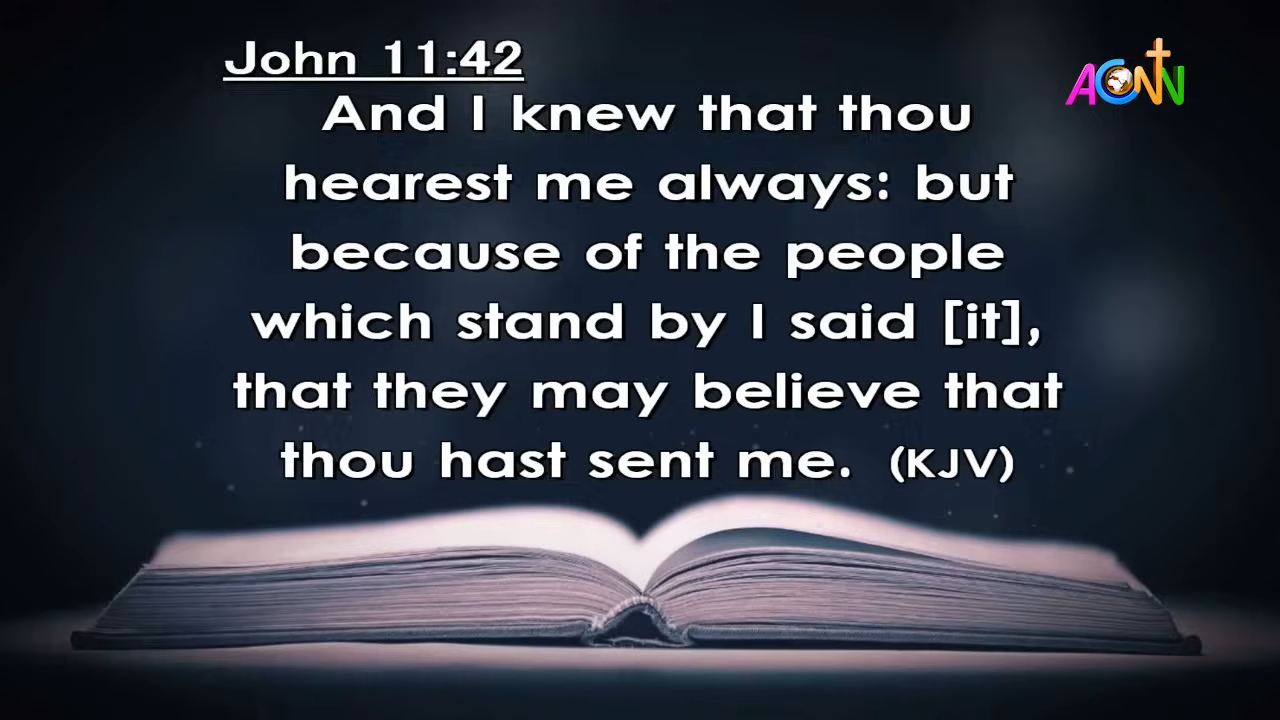 John 11:42
ACNN
And I knew that thou
hearest me always: but
because of the people
which stand by I said [it],
that they may believe that
thou hast sent me. (KJV)